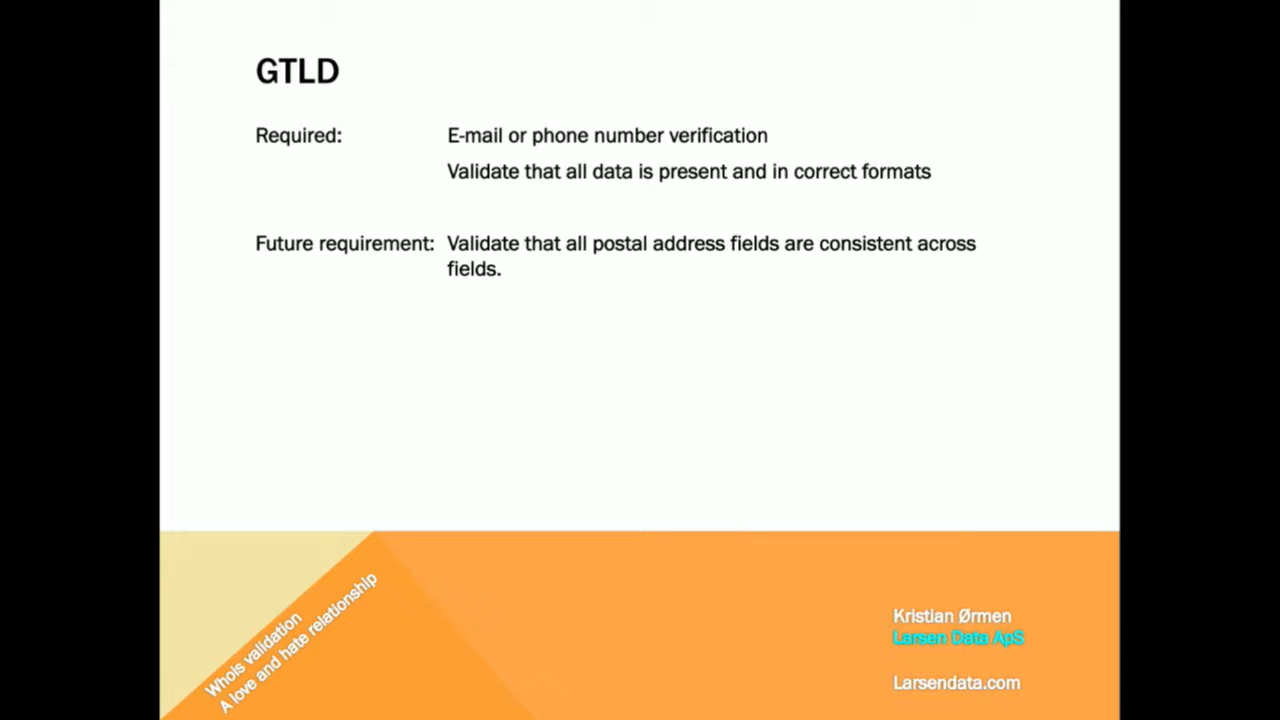 GTLD
Required: E-mail or phone number verification
Validate that all data is present and in correct formats
Future requirement: Validate that all postal address fields are consistent across
fields.
Whois validation
A love and hate relationship
Kristian Ørmen
Larsen Data ApS
Larsendata.com